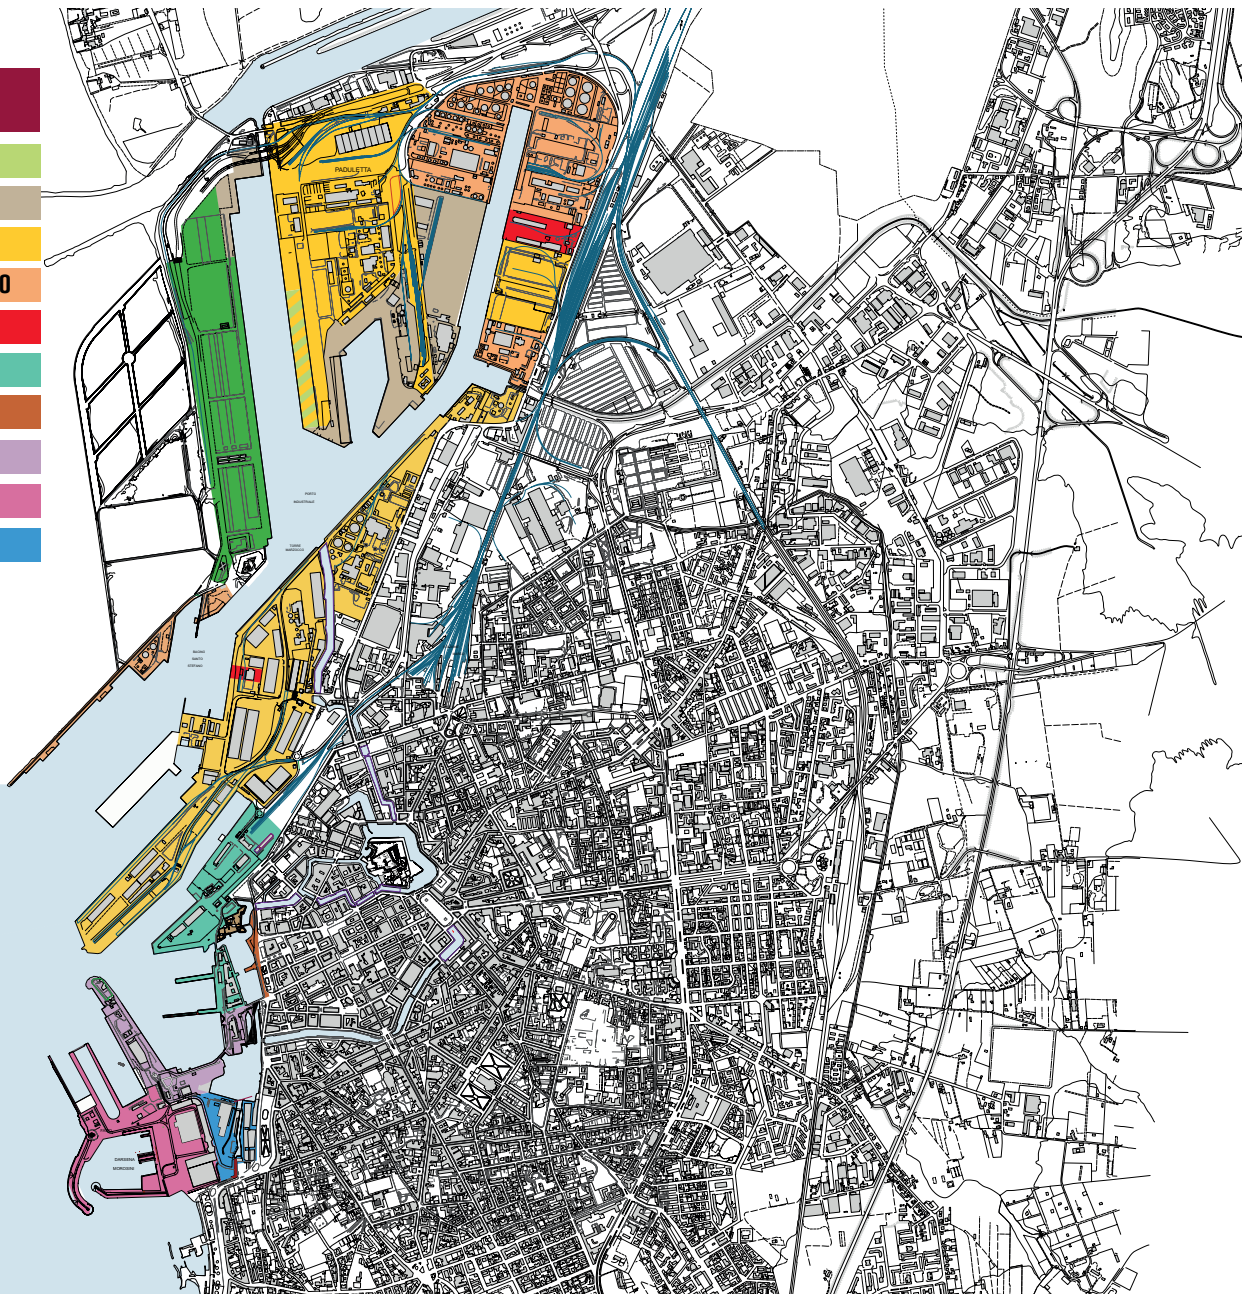 PADULETTA
0
PORTO
INDUSTRIALE
TORRE
MARZOCCO
BACINO
SANTO
STEFANO
DARSENA
MOROSINI